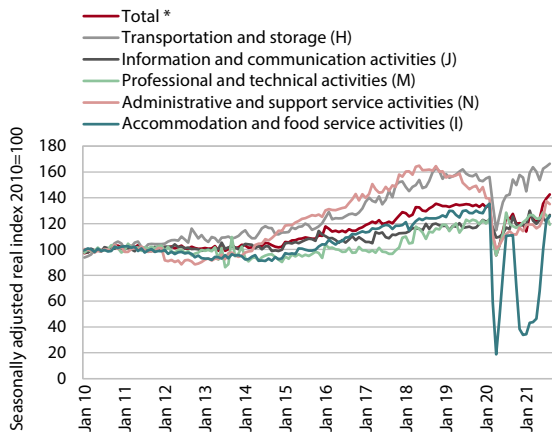 Total *
Transportation and storage (H)
Information and communication activities (J)
Professional and technical activities (M)
Administrative and support service activities (N)
Accommodation and food service activities (I)
Seasonally adjusted real index 2010=100
180
160
140
120
100
80
60
40
20
0
Jan 10
Jan 11
Jan 12
Jan 13
Jan 14
Jan 15
Jan 16
Jan 17
Jan 18
Jan 19
Jan 20
Jan 21